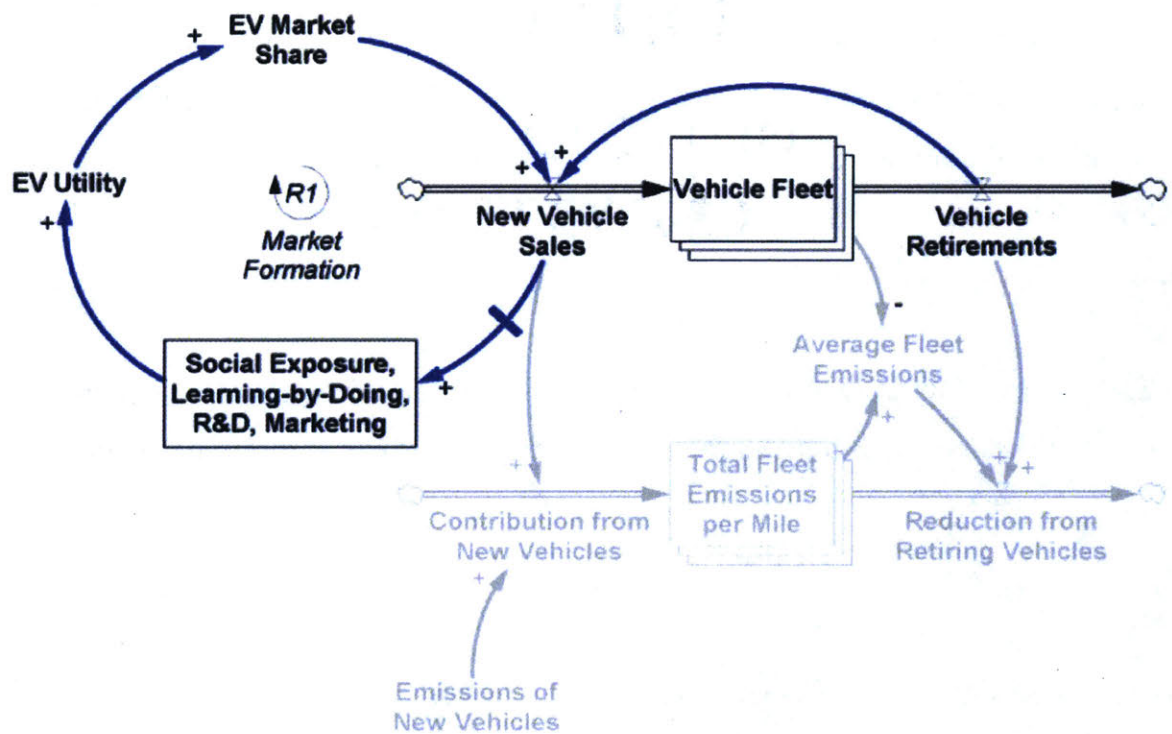 EV Market
Share
+
EV Utility
+
R1
Market
Formation
+
+
New Vehicle
Sales
Vehicle Fleet
Vehicle
Retirements
Social Exposure,
Learning-by-Doing,
R&D, Marketing
+
-
Average Fleet
Emissions
+
+
Contribution from
New Vehicles
+
Total Fleet
Emissions
per Mile
+
+
Reduction from
Retiring Vehicles
Emissions of
New Vehicles